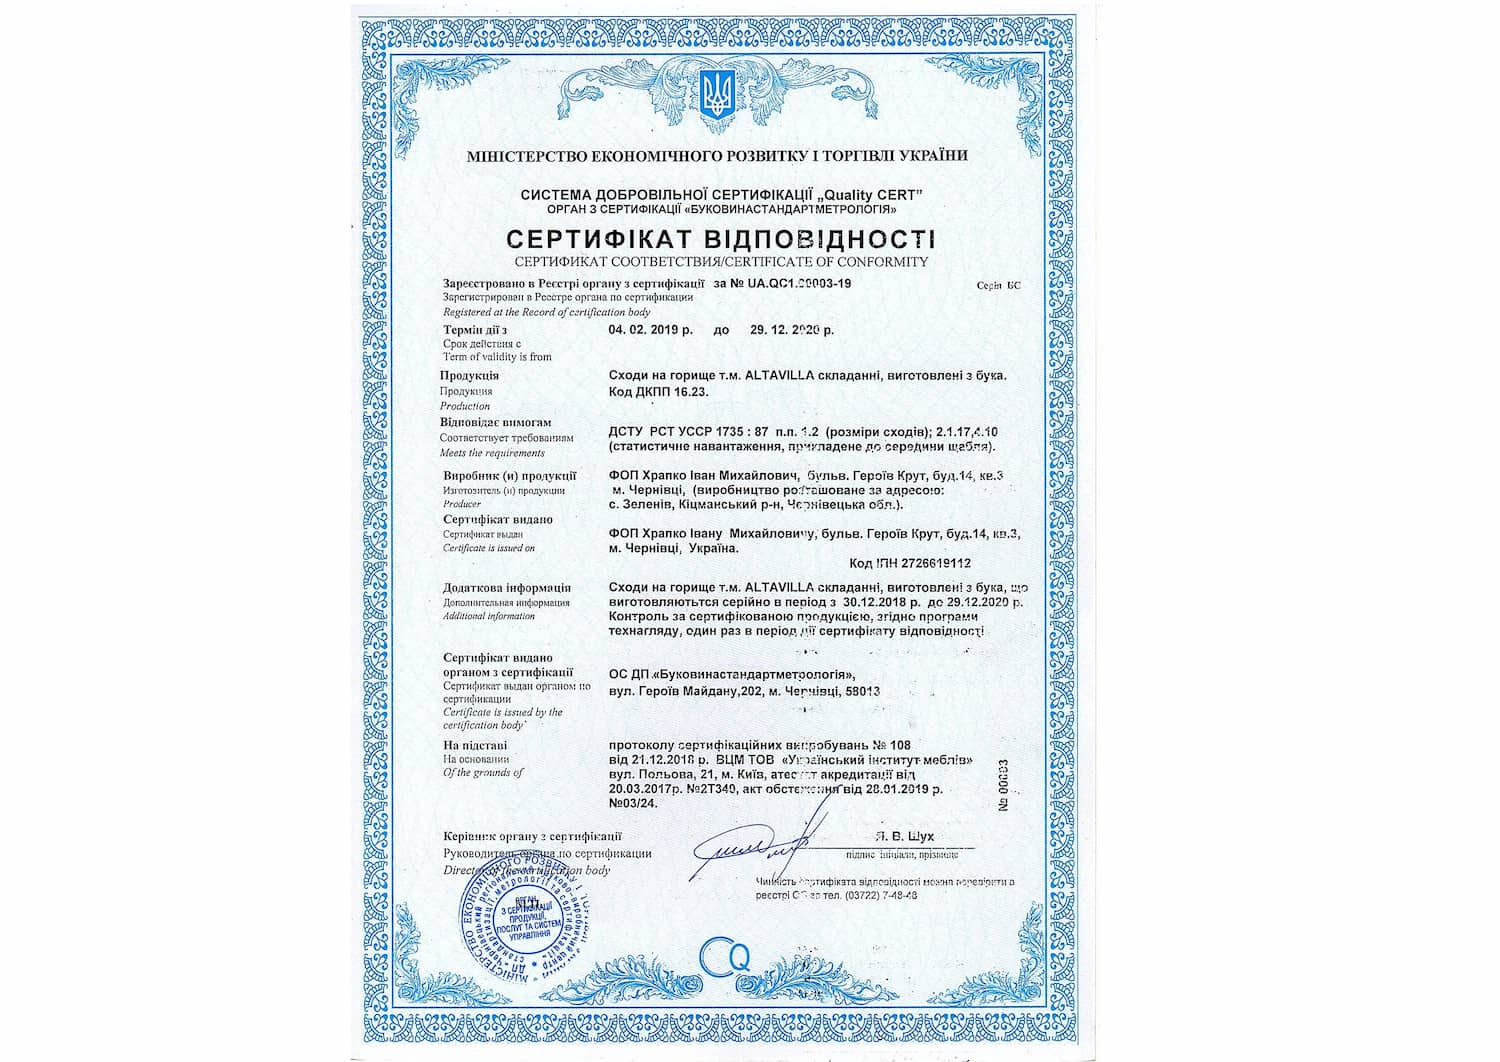 МІНІСТЕРСТВО ЕКОНОМІЧНОГО РОЗВИТКУ І ТОРГІВЛІ УКРАЇНИ
СИСТЕМА ДОБРОВІЛЬНОЇ СЕРТИФІКАЦІЇ „Quality CERT”
ОРГАН З СЕРТИФІКАЦІЇ «БУКОВИНАСТАНДАРТМЕТРОЛОГІЯ»
СЕРТИФІКАТ ВІДПОВІДНОСТІ
СЕРТИФИКАТ СООТВЕТСТВИЯ/CERTIFICATE OF CONFORMITY
Зареєстровано в Реєстрі органу з сертифікації за № UA.QC1.00003-19
Серія БС
Зарегистрирован в Реестре органа по сертификации
Registered at the Record of certification body
Термін дії з 04. 02. 2019 р. до 29. 12. 2020 р.
Срок действия с
Term of validity is from
Продукція Сходи на горище т.м. ALTAVILLA складанні, виготовлені з бука.
Продукция Код ДКПП 16.23.
Production
Відповідає вимогам
Соответствует требованиям ДСТУ РСТ УССР 1735 : 87 п.п. 1.2 (розміри сходів); 2.1.17,4.10
Meets the requirements (статистичне навантаження, прикладене до середини щабля).
Виробник (и) продукції ФОП Храпко Іван Михайлович, бульв. Героїв Крут, буд.14, кв.3
Изготовитель (и) продукции м. Чернівці, (виробництво розташоване за адресою:
Producer с. Зеленів, Кіцманський р-н, Чернівецька обл.).
Сертифікат видано
Сертификат выдан ФОП Храпко Івану Михайловичу, бульв. Героїв Крут, буд.14, кв.3,
Certificate is issued on м. Чернівці, Україна.
Код ІПН 2726619112
Додаткова інформація Сходи на горище т.м. ALTAVILLA складанні, виготовлені з бука, що
Дополнительная информация виготовляютьтся серійно в період з 30.12.2018 р. до 29.12.2020 р.
Additional information Контроль за сертифікованою продукцією, згідно програми
технагляду, один раз в період дії сертифікату відповідності
Сертифікат видано
органом з сертифікації ОС ДП «Буковинастандартметрологія»,
Сертификат выдан органом по вул. Героїв Майдану,202, м. Чернівці, 58013
сертификации
Certificate is issued by the
certification body
На підставі протоколу сертифікаційних випробувань № 108
На основании від 21.12.2018 р. ВЦМ ТОВ «Український інститут меблів»
Of the grounds of вул. Польова, 21, м. Київ, атестат акредитації від
20.03.2017р. №2Т340, акт обстеження від 28.01.2019 р.
№03/24.
№ 00003
Керівник органу з сертифікації Я. В. Шух
Руководитель органа по сертификации підпис ініціали, прізвище
Director of the certification body
Чинність сертифіката відповідності можна перевірити в
реєстрі ОС за тел. (03722) 7-48-48
ОРГАН
З СЕРТИФІКАЦІЇ
ПРОДУКЦІЇ,
ПОСЛУГ ТА СИСТЕМ
УПРАВЛІННЯ
CQ